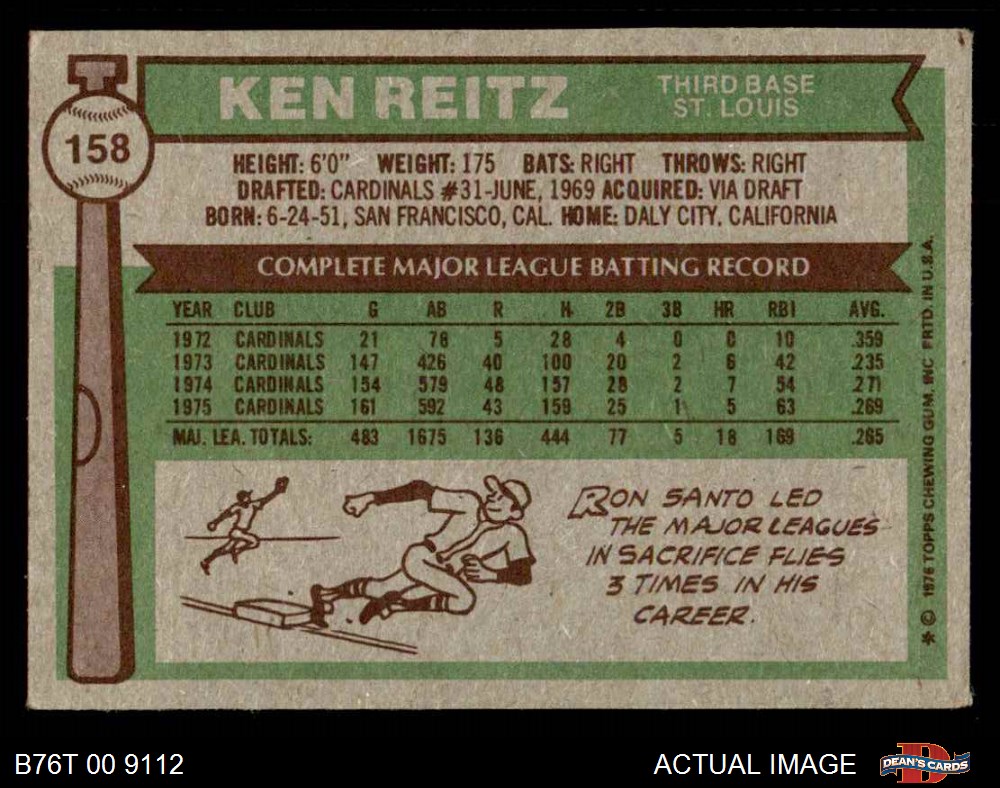 158
KEN REITZ
THIRD BASE
ST. LOUIS
HEIGHT: 6'0" WEIGHT: 175 BATS: RIGHT THROWS: RIGHT
DRAFTED: CARDINALS #31-JUNE, 1969 ACQUIRED: VIA DRAFT
BORN: 6-24-51, SAN FRANCISCO, CAL. HOME: DALY CITY, CALIFORNIA
COMPLETE MAJOR LEAGUE BATTING RECORD
YEAR CLUB G AB R H 2B 3B HR RBI AVG.
1972 CARDINALS 21 78 5 28 4 0 0 10 .359
1973 CARDINALS 147 426 40 100 20 2 6 42 .235
1974 CARDINALS 154 579 48 157 28 2 7 54 .271
1975 CARDINALS 161 592 43 159 25 1 5 63 .269
MAJ. LEA. TOTALS: 483 1675 136 444 77 5 18 169 .265
RON SANTO LED
THE MAJOR LEAGUES
IN SACRIFICE FLIES
3 TIMES IN HIS
CAREER.
* © 1976 TOPPS CHEWING GUM, INC PRTD. IN U.S.A.
B76T 00 9112
ACTUAL IMAGE
D
DEAN'S CARDS